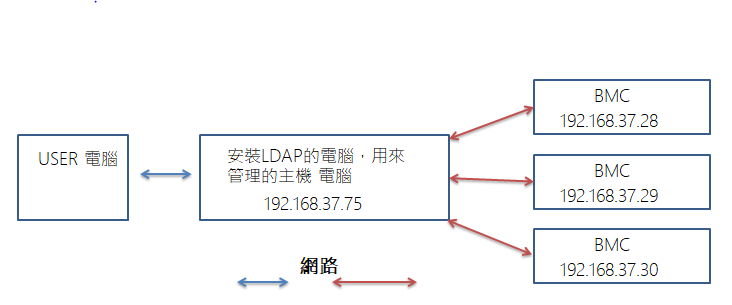 USER 電腦
安裝LDAP的電腦，用來
管理的主機 電腦
192.168.37.75
BMC
192.168.37.28
BMC
192.168.37.29
BMC
192.168.37.30
網路